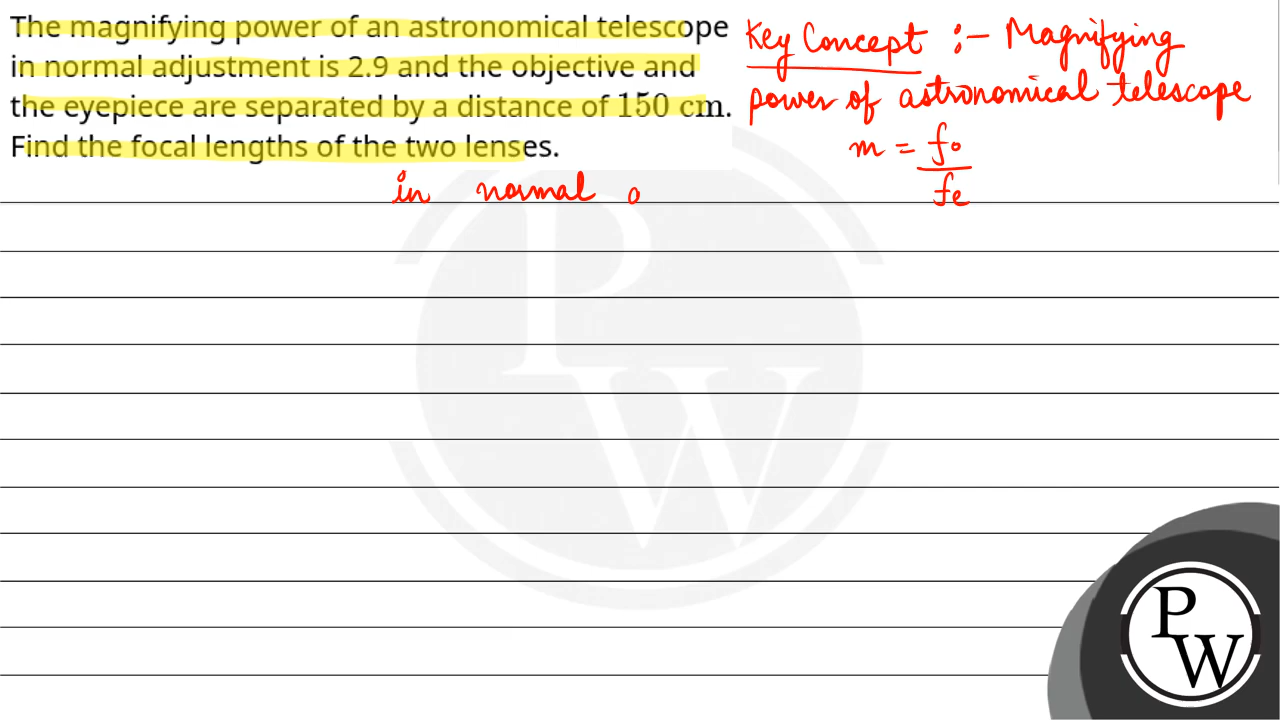 The magnifying power of an astronomical telescope
in normal adjustment is 2.9 and the objective and
the eyepiece are separated by a distance of 150 cm.
Find the focal lengths of the two lenses.
Key Concept :- Magnifying
power of astronomical telescope
m = fo
fe
in normal a
PW
PW